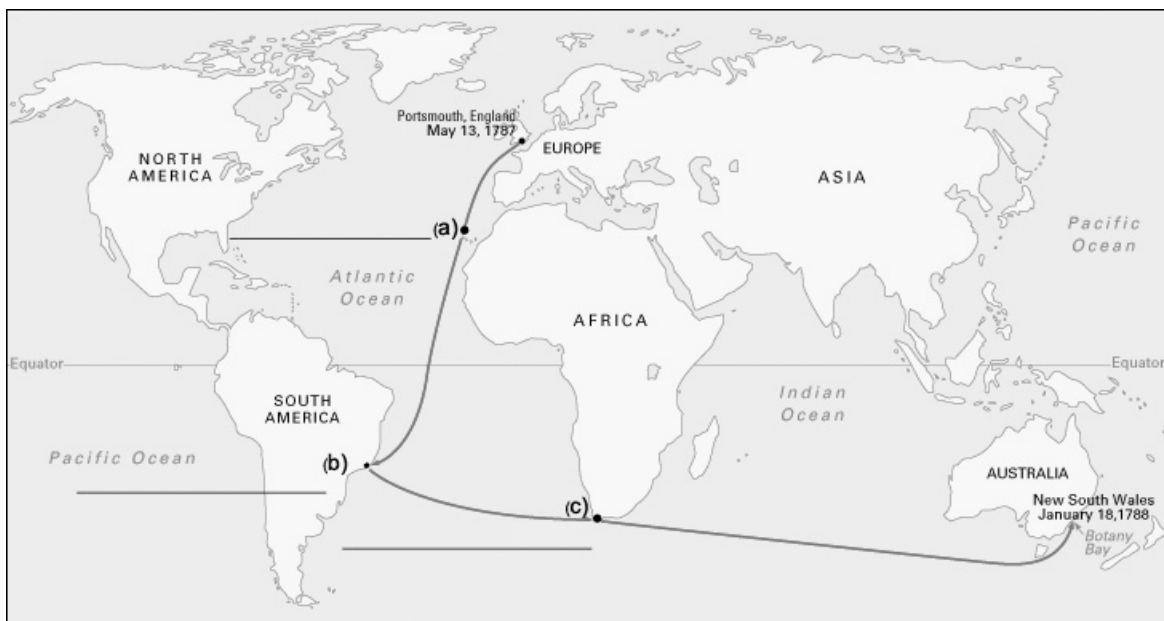 Portsmouth, England
May 13, 1787
EUROPE
NORTH
AMERICA
ASIA
(a)
Pacific
Ocean
Atlantic
Ocean
AFRICA
Equator
Equator
SOUTH
AMERICA
Indian
Ocean
Pacific Ocean
(b)
AUSTRALIA
New South Wales
January 18,1788
(c)
Botany
Bay